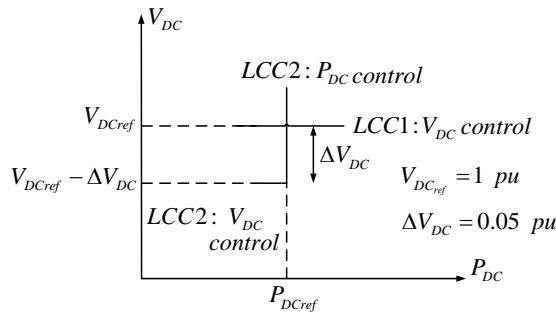 V_DC
LCC2: P_DC control
V_DCref
LCC1: V_DC control
ΔV_DC
V_DCref − ΔV_DC
V_DCref = 1 pu
LCC2: V_DC
control
ΔV_DC = 0.05 pu
P_DC
P_DCref